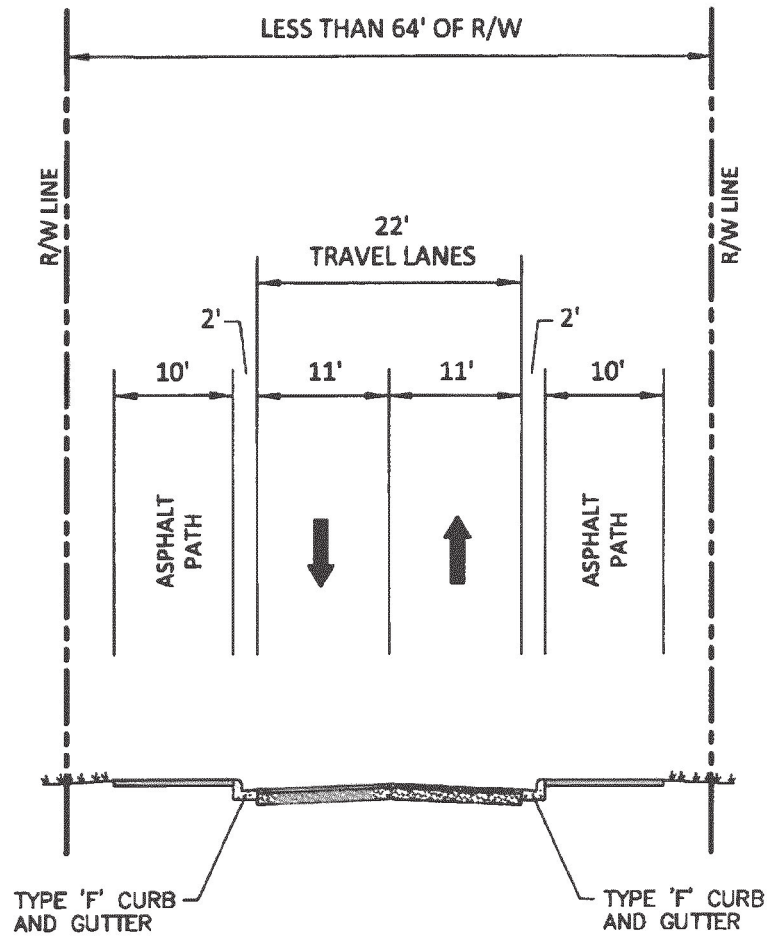 LESS THAN 64' OF R/W
R/W LINE
R/W LINE
22'
TRAVEL LANES
2'
2'
10'
11'
11'
10'
ASPHALT
PATH
ASPHALT
PATH
TYPE 'F' CURB
AND GUTTER
TYPE 'F' CURB
AND GUTTER